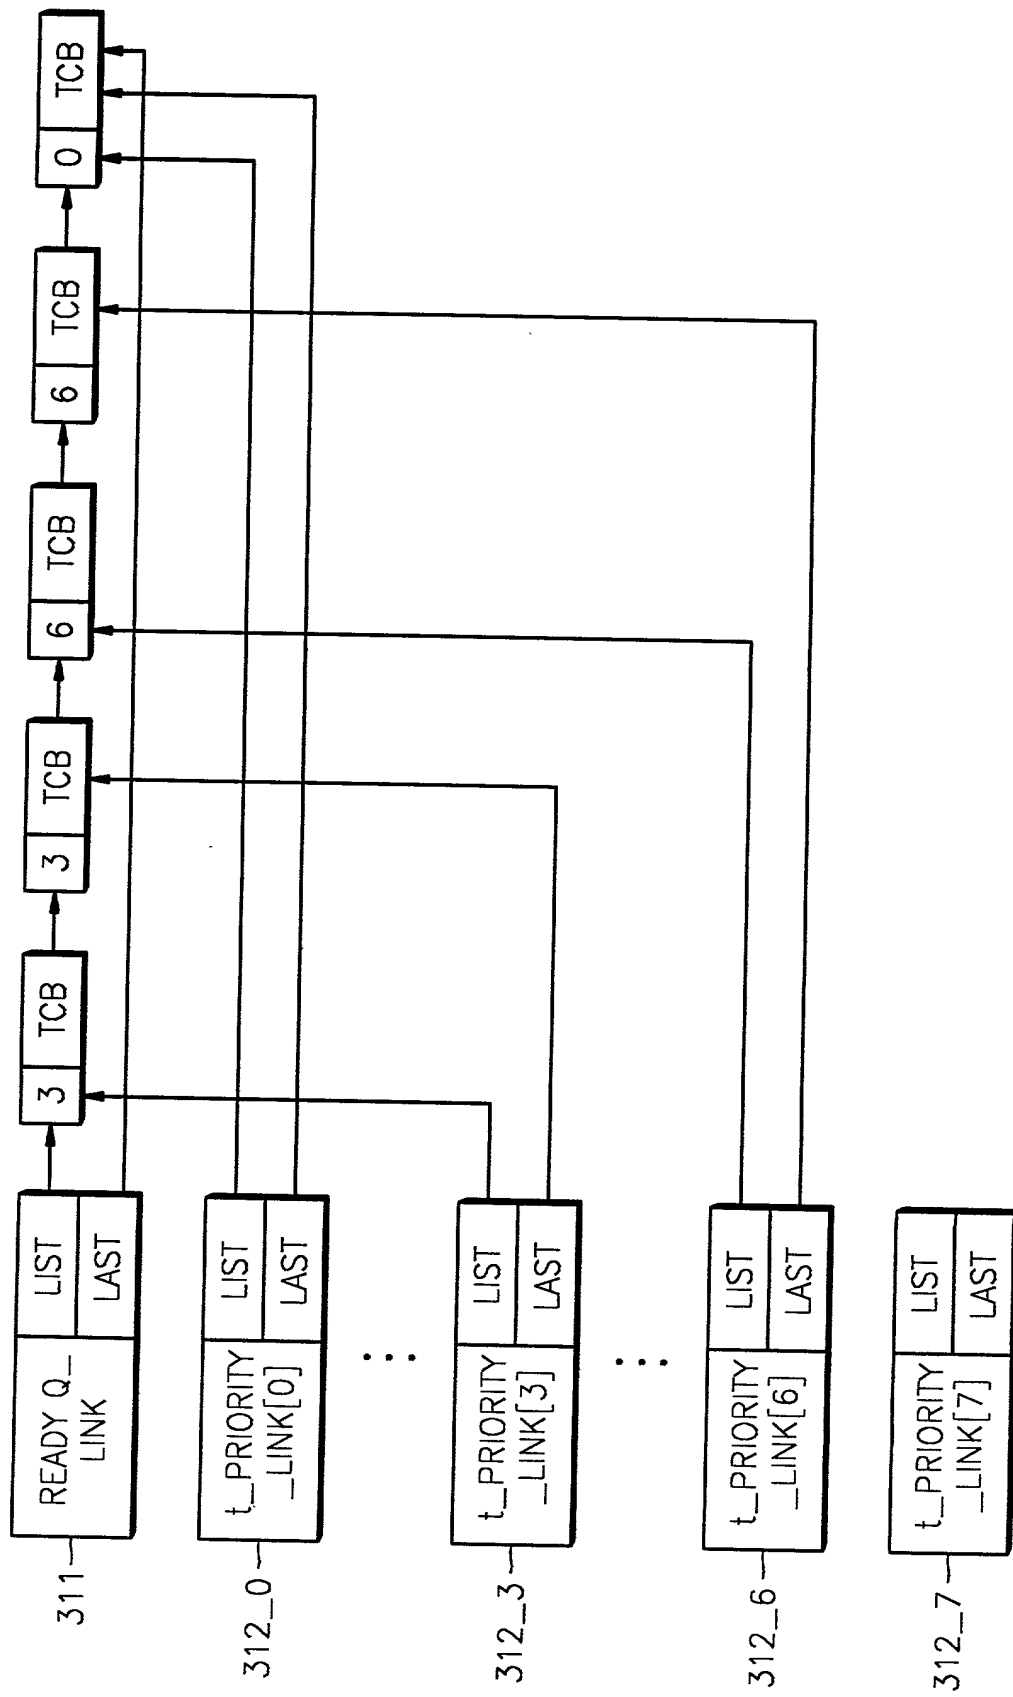 311
READY Q_
LINK
LIST
LAST
3 TCB
3 TCB
6 TCB
6 TCB
0 TCB
312_0
t_PRIORITY
_LINK[0]
LIST
LAST
312_3
t_PRIORITY
_LINK[3]
LIST
LAST
312_6
t_PRIORITY
_LINK[6]
LIST
LAST
312_7
t_PRIORITY
_LINK[7]
LIST
LAST